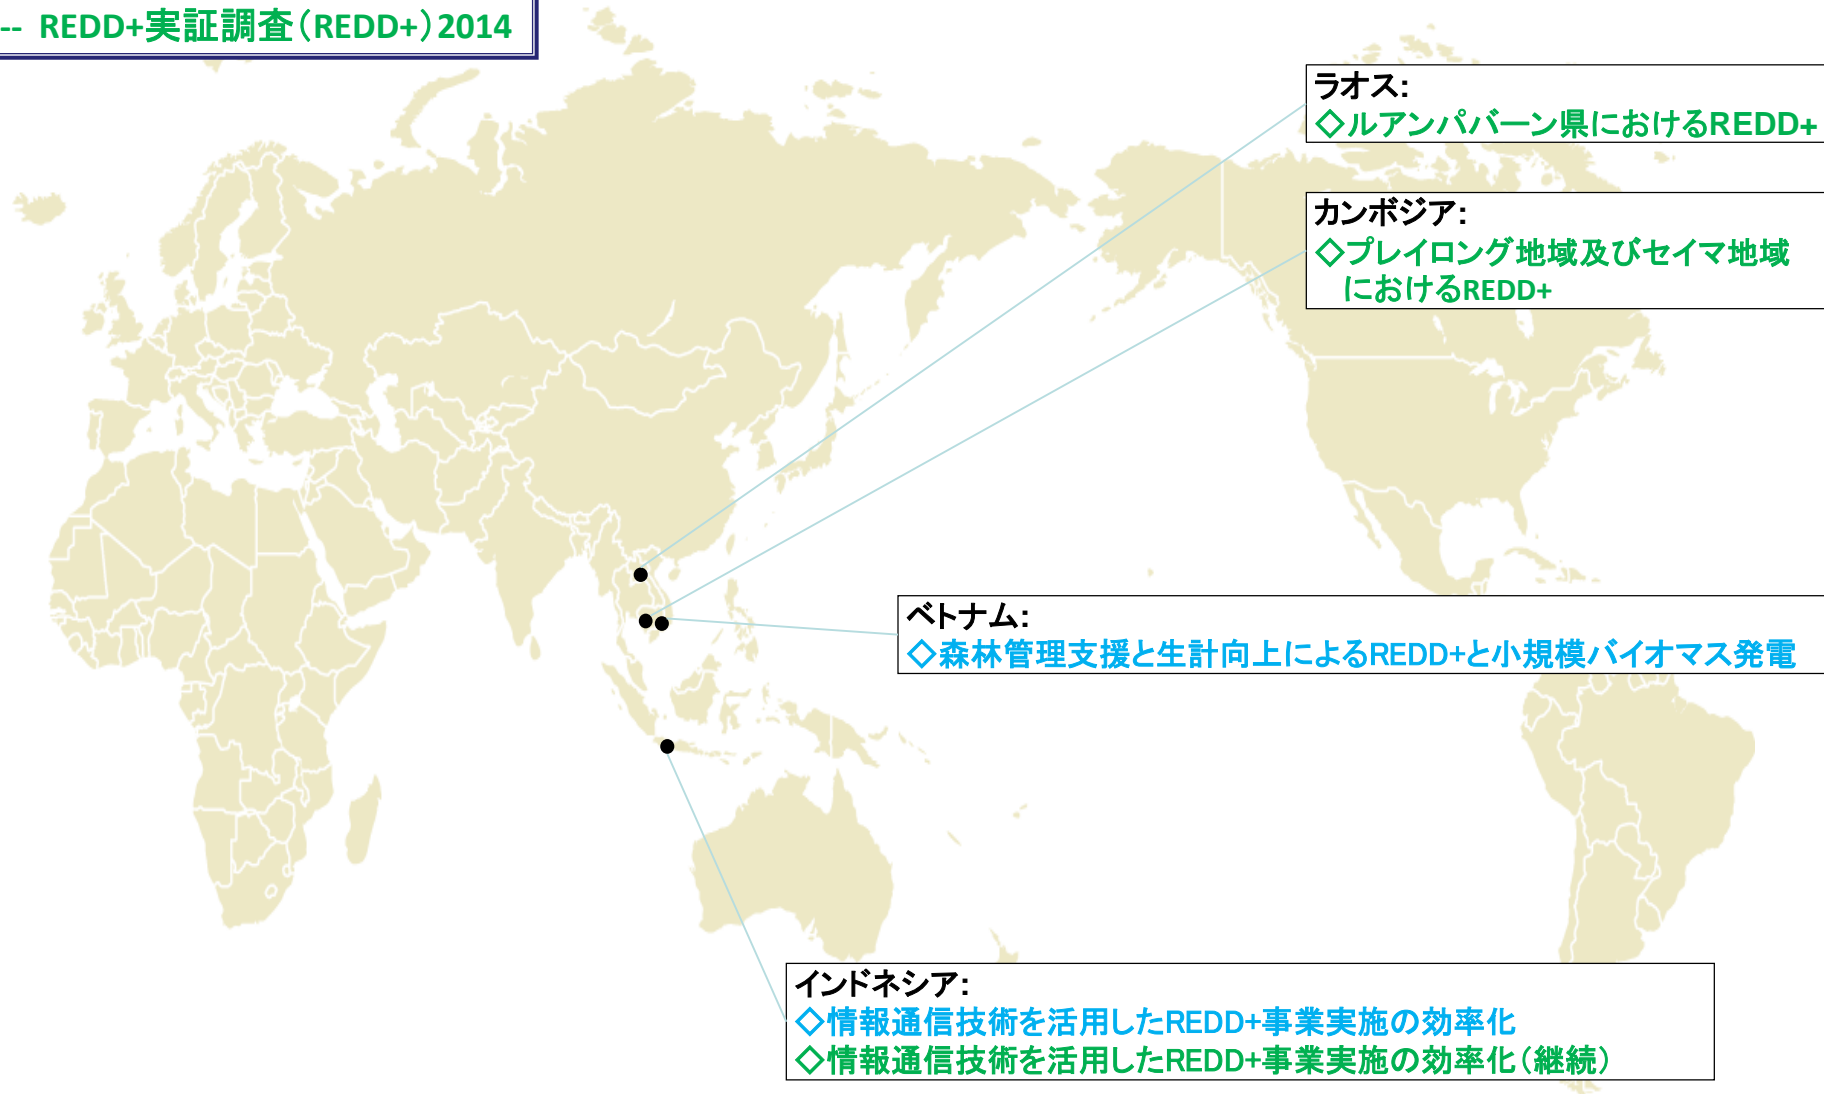 -- REDD+実証調査(REDD+)2014
ラオス:
◇ルアンパバーン県におけるREDD+
カンボジア:
◇プレイロング地域及びセイマ地域
におけるREDD+
ベトナム:
◇森林管理支援と生計向上によるREDD+と小規模バイオマス発電
インドネシア:
◇情報通信技術を活用したREDD+事業実施の効率化
◇情報通信技術を活用したREDD+事業実施の効率化(継続)